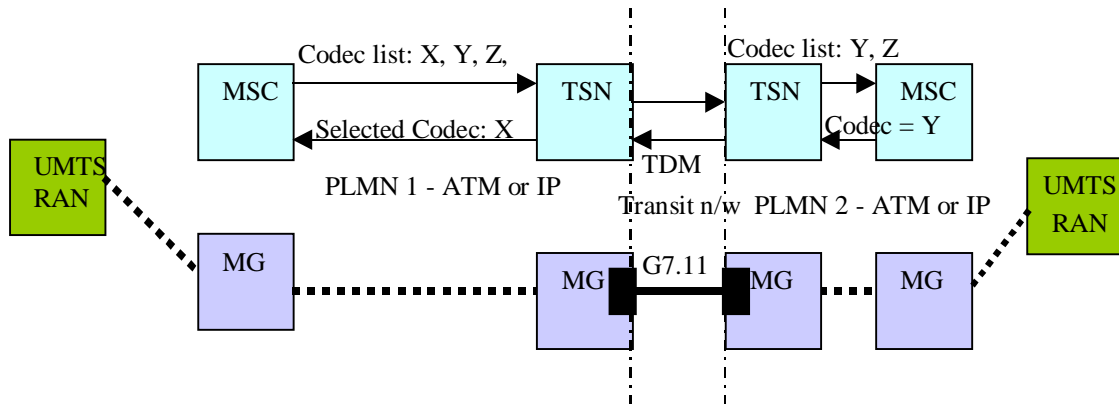 Codec list: X, Y, Z,
Codec list: Y, Z
MSC
TSN
TSN
MSC
Selected Codec: X
Codec = Y
TDM
UMTS
RAN
PLMN 1 - ATM or IP
Transit n/w PLMN 2 - ATM or IP
UMTS
RAN
MG
MG
G7.11
MG
MG